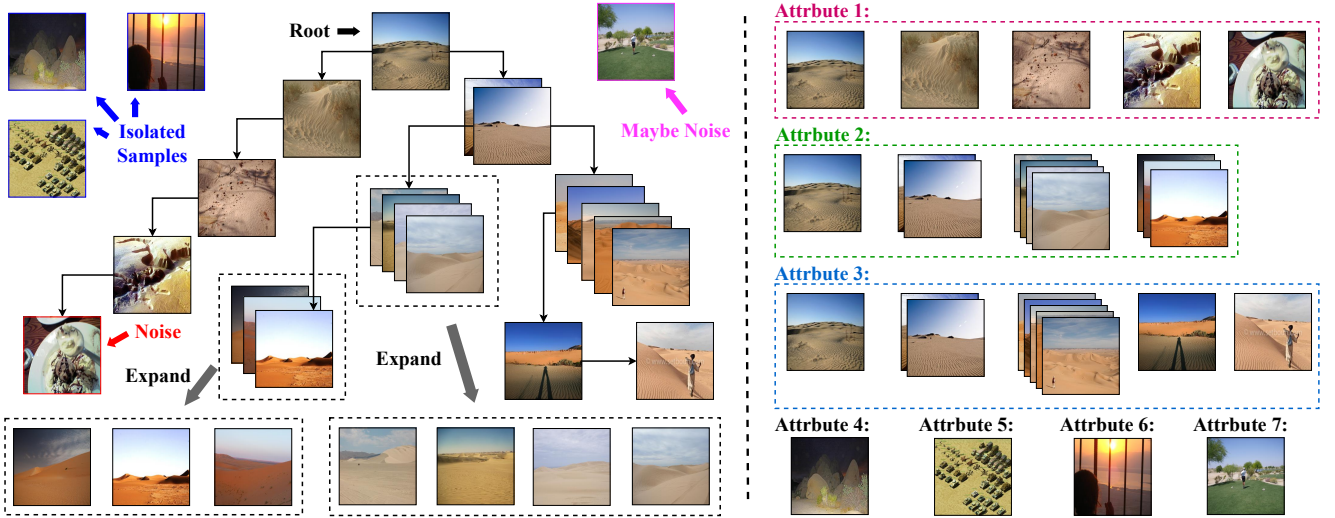 Root
Isolated
Samples
Maybe Noise
Noise
Expand
Expand
Attrbute 1:
Attrbute 2:
Attrbute 3:
Attrbute 4:
Attrbute 5:
Attrbute 6:
Attrbute 7: